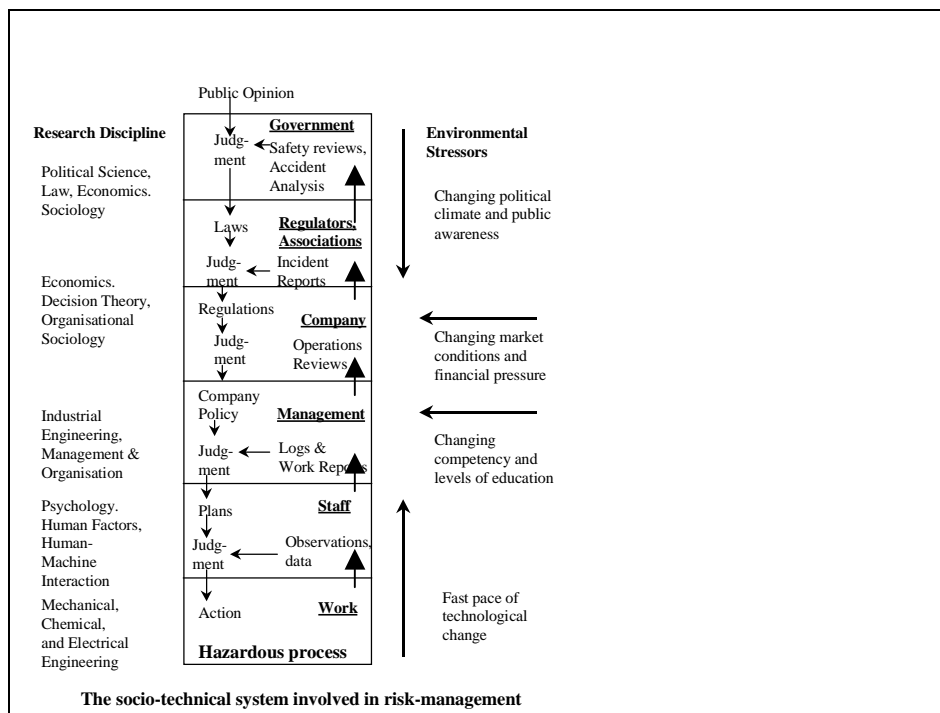 Public Opinion
Research Discipline
Political Science,
Law, Economics.
Sociology
Economics.
Decision Theory,
Organisational
Sociology
Industrial
Engineering,
Management &
Organisation
Psychology.
Human Factors,
Human-
Machine
Interaction
Mechanical,
Chemical,
and Electrical
Engineering
Government
Judg-
ment
Safety reviews,
Accident
Analysis
Laws
Regulators,
Associations
Judg-
ment
Incident
Reports
Regulations
Company
Judg-
ment
Operations
Reviews
Company
Policy
Management
Judg-
ment
Logs &
Work Reports
Plans
Staff
Judg-
ment
Observations,
data
Action
Work
Hazardous process
Environmental
Stressors
Changing political
climate and public
awareness
Changing market
conditions and
financial pressure
Changing
competency and
levels of education
Fast pace of
technological
change
The socio-technical system involved in risk-management